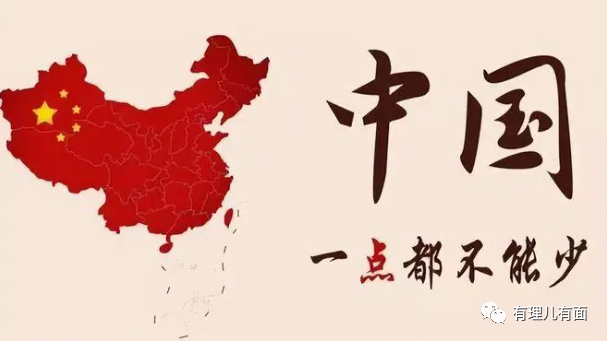 中国
一点都不能少
有理儿有面